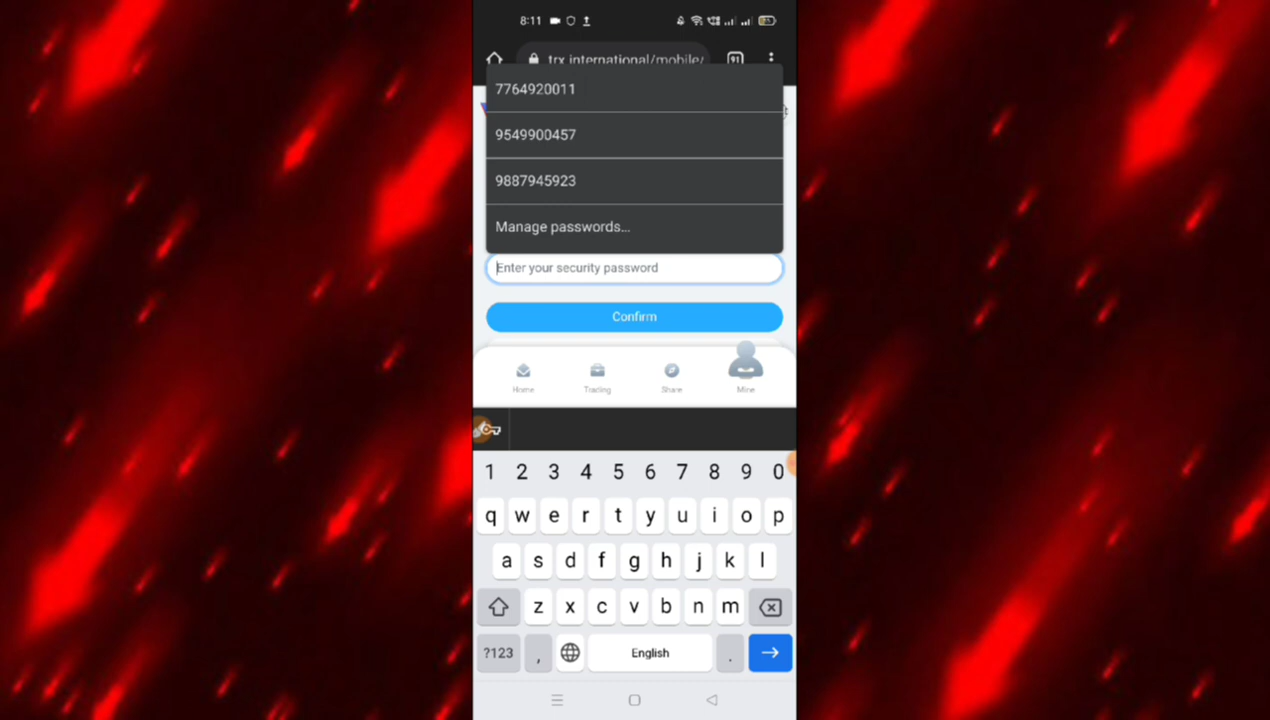 8:11
91
trx.international/mobile/
7764920011
9549900457
9887945923
Manage passwords...
Enter your security password
Confirm
Home Trading Share Mine
1 2 3 4 5 6 7 8 9 0
q w e r t y u i o p
a s d f g h j k l
z x c v b n m
?123 , English .